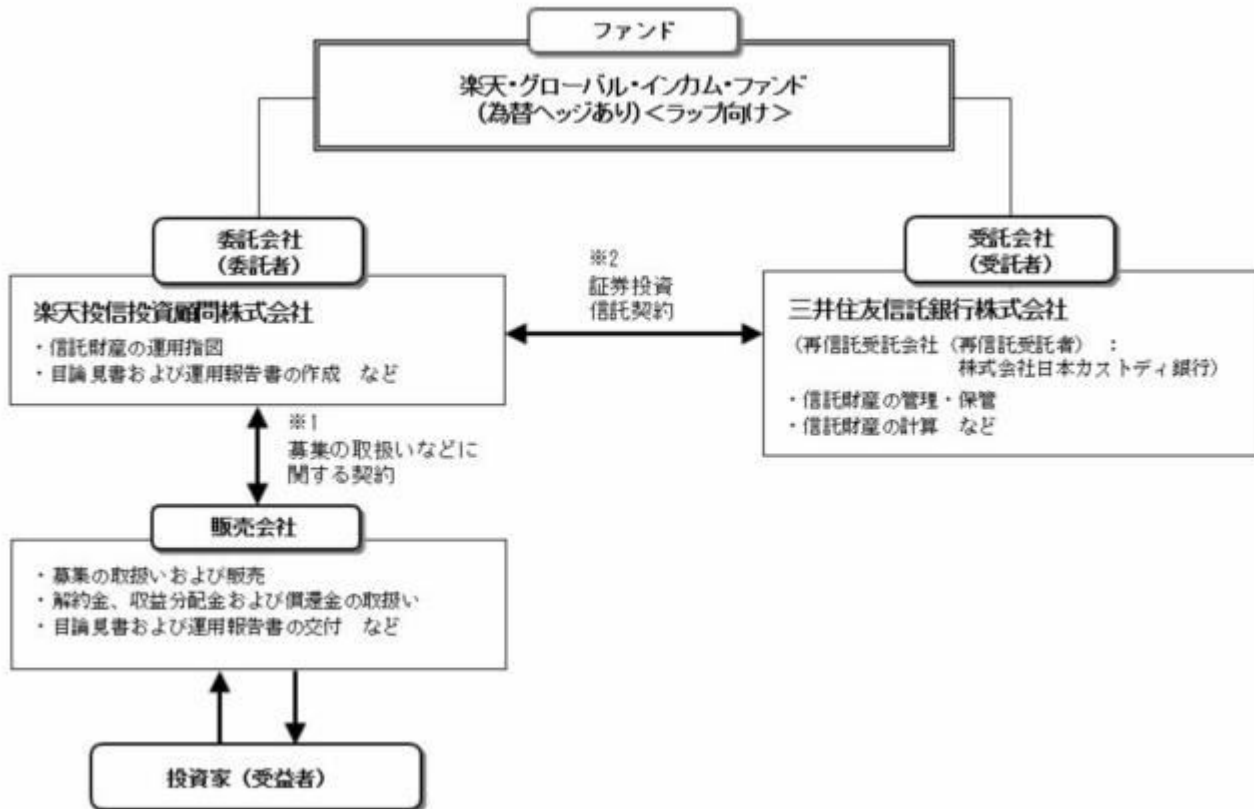 ファンド
楽天・グローバル・インカム・ファンド
(為替ヘッジあり)<ラップ向け>
委託会社
(委託者)
楽天投信投資顧問株式会社
・信託財産の運用指図
・目論見書および運用報告書の作成 など
※2
証券投資
信託契約
受託会社
(受託者)
三井住友信託銀行株式会社
(再信託受託会社(再信託受託者) :
株式会社日本カストディ銀行)
・信託財産の管理・保管
・信託財産の計算 など
※1
募集の取扱いなどに
関する契約
販売会社
・募集の取扱いおよび販売
・解約金、収益分配金および償還金の取扱い
・目論見書および運用報告書の交付 など
投資家(受益者)